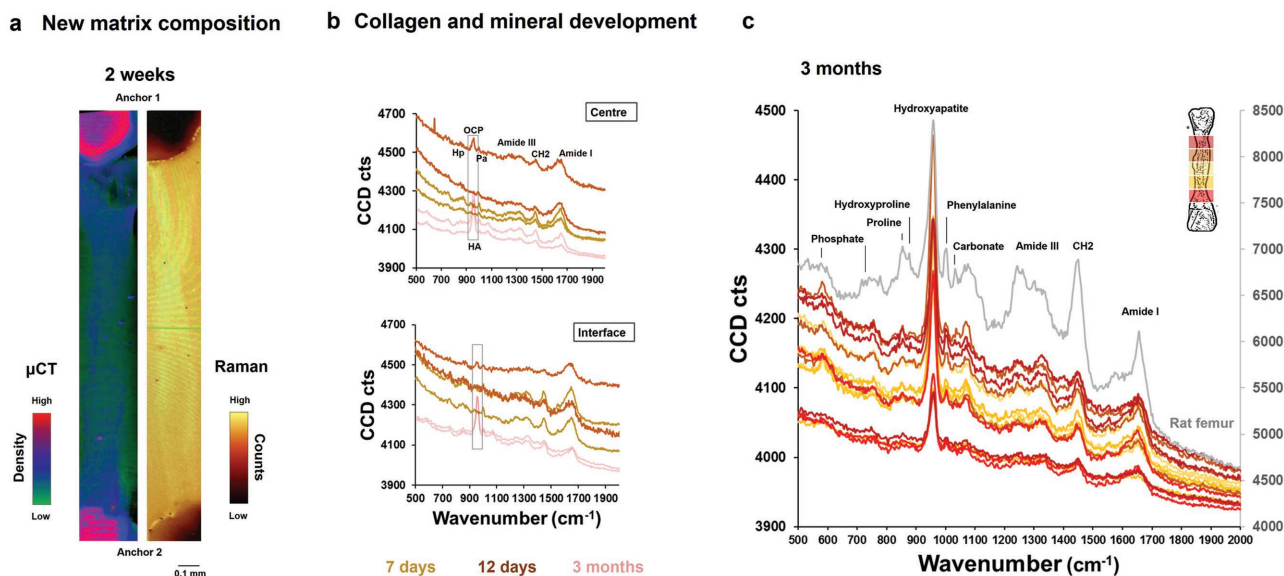 a New matrix composition
2 weeks
Anchor 1
µCT
High
Density
Low
Raman
High
Counts
Low
Anchor 2
0.1 mm
b Collagen and mineral development
Centre
CCD cts
4700
4500
4300
4100
3900
OCP
Hp
Pa
Amide III
CH2
Amide I
HA
500 700 900 1100 1300 1500 1700 1900
Interface
CCD cts
4700
4500
4300
4100
3900
500 700 900 1100 1300 1500 1700 1900
Wavenumber (cm-1)
7 days 12 days 3 months
c
3 months
CCD cts
4500
4400
4300
4200
4100
4000
3900
Hydroxyapatite
Hydroxyproline
Proline
Phosphate
Phenylalanine
Carbonate
Amide III
CH2
Amide I
Rat femur
8500
8000
7500
7000
6500
6000
5500
5000
4500
4000
500 600 700 800 900 1000 1100 1200 1300 1400 1500 1600 1700 1800 1900 2000
Wavenumber (cm-1)